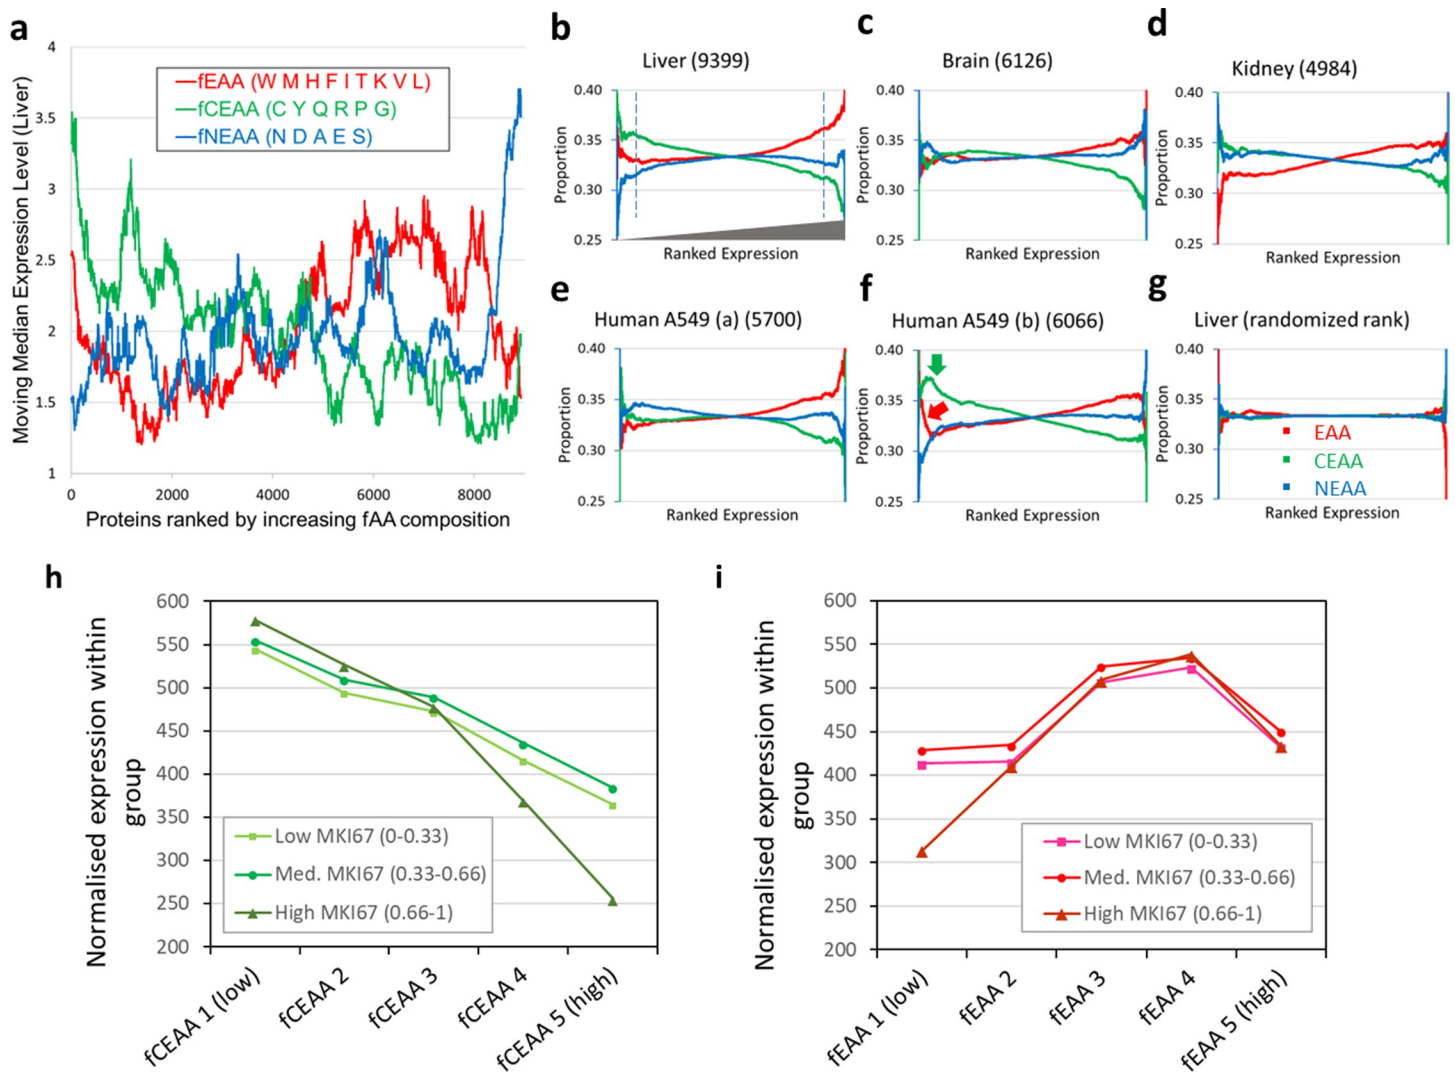 a
Moving Median Expression Level (Liver)
4
3.5
3
2.5
2
1.5
1
fEAA (W M H F I T K V L)
fCEAA (C Y Q R P G)
fNEAA (N D A E S)
0
2000
4000
6000
8000
Proteins ranked by increasing fAA composition
b
Liver (9399)
Proportion
0.40
0.35
0.30
0.25
Ranked Expression
c
Brain (6126)
Proportion
0.40
0.35
0.30
0.25
Ranked Expression
d
Kidney (4984)
Proportion
0.40
0.35
0.30
0.25
Ranked Expression
e
Human A549 (a) (5700)
Proportion
0.40
0.35
0.30
0.25
Ranked Expression
f
Human A549 (b) (6066)
Proportion
0.40
0.35
0.30
0.25
Ranked Expression
g
Liver (randomized rank)
Proportion
0.40
0.35
0.30
0.25
EAA
CEAA
NEAA
Ranked Expression
h
Normalised expression within
group
600
550
500
450
400
350
300
250
200
Low MKI67 (0-0.33)
Med. MKI67 (0.33-0.66)
High MKI67 (0.66-1)
fCEAA 1 (low)
fCEAA 2
fCEAA 3
fCEAA 4
fCEAA 5 (high)
i
Normalised expression within
group
600
550
500
450
400
350
300
250
200
Low MKI67 (0-0.33)
Med. MKI67 (0.33-0.66)
High MKI67 (0.66-1)
fEAA 1 (low)
fEAA 2
fEAA 3
fEAA 4
fEAA 5 (high)